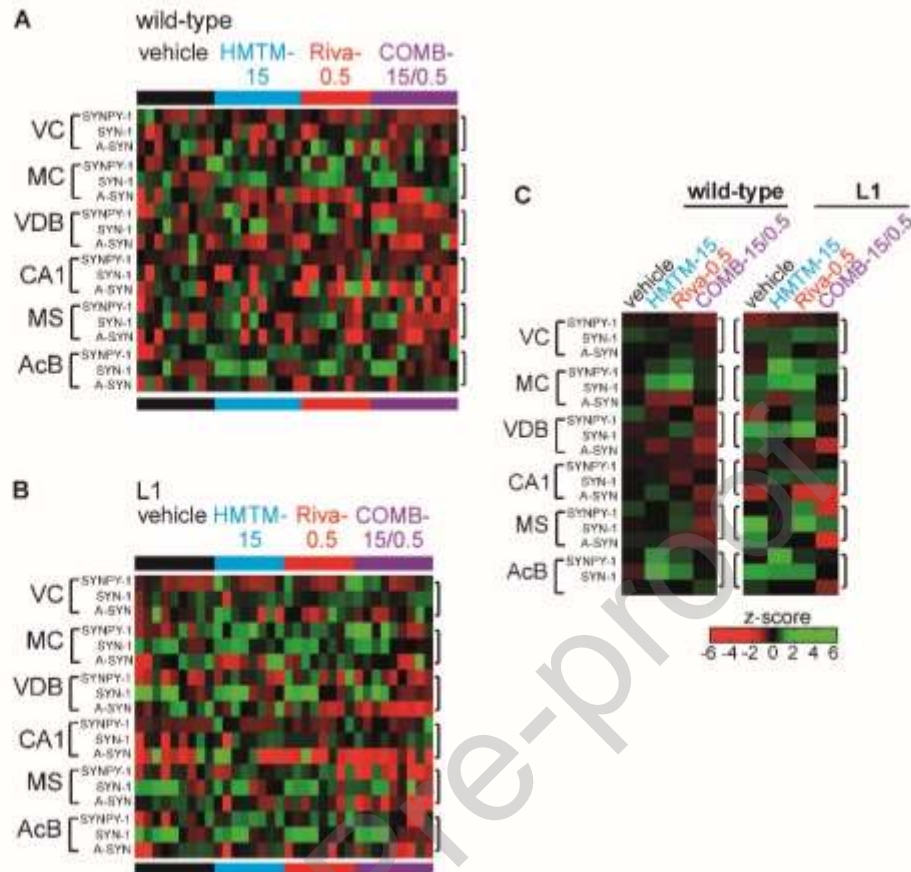 A
wild-type
vehicle HMTM-15 Riva-0.5 COMB-15/0.5
VC
SYNPY-1
SYN-1
A-SYN
MC
SYNPY-1
SYN-1
A-SYN
VDB
SYNPY-1
SYN-1
A-SYN
CA1
SYNPY-1
SYN-1
A-SYN
MS
SYNPY-1
SYN-1
A-SYN
AcB
SYNPY-1
SYN-1
A-SYN
B
L1
vehicle HMTM-15 Riva-0.5 COMB-15/0.5
VC
SYNPY-1
SYN-1
A-SYN
MC
SYNPY-1
SYN-1
A-SYN
VDB
SYNPY-1
SYN-1
A-SYN
CA1
SYNPY-1
SYN-1
A-SYN
MS
SYNPY-1
SYN-1
A-SYN
AcB
SYNPY-1
SYN-1
A-SYN
C
wild-type L1
vehicle HMTM-15 Riva-0.5 COMB-15/0.5 vehicle HMTM-15 Riva-0.5 COMB-15/0.5
VC
SYNPY-1
SYN-1
A-SYN
MC
SYNPY-1
SYN-1
A-SYN
VDB
SYNPY-1
SYN-1
A-SYN
CA1
SYNPY-1
SYN-1
A-SYN
MS
SYNPY-1
SYN-1
A-SYN
AcB
SYNPY-1
SYN-1
z-score
-6 -4 -2 0 2 4 6
Pre-proof